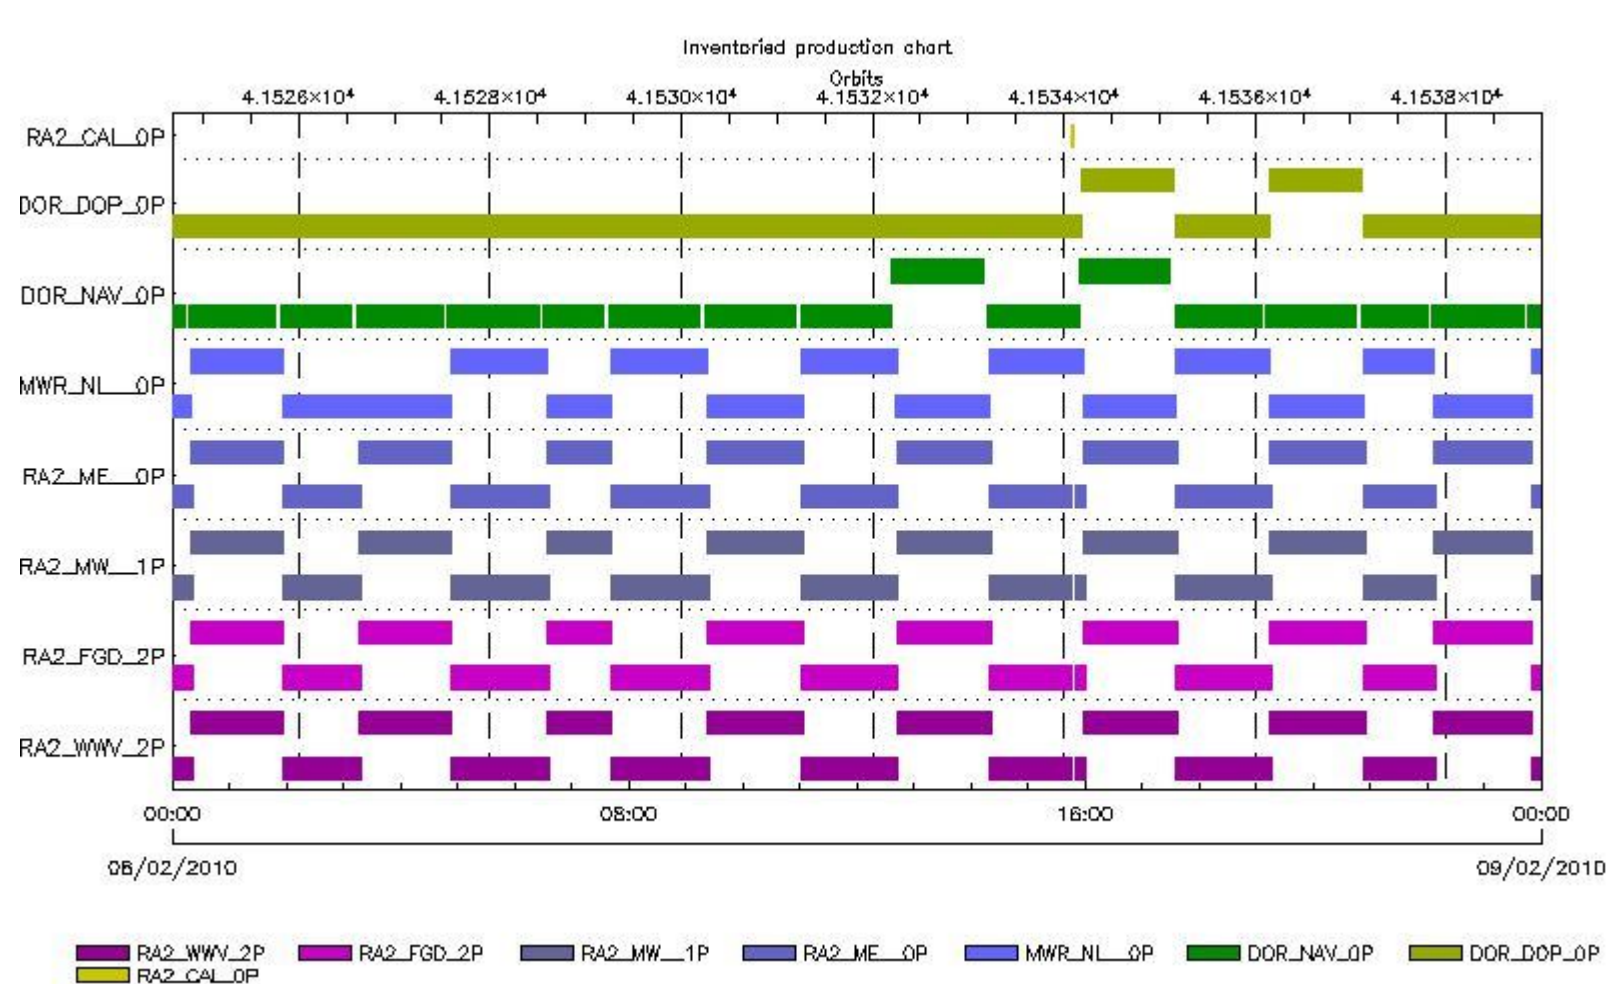 Inventoried production chart
Orbits
4.1526×10⁴ 4.1528×10⁴ 4.1530×10⁴ 4.1532×10⁴ 4.1534×10⁴ 4.1536×10⁴ 4.1538×10⁴
RA2_CAL_0P
DOR_DOP_0P
DOR_NAV_0P
MWR_NL__0P
RA2_ME__0P
RA2_MW__1P
RA2_FGD_2P
RA2_WWV_2P
00:00 08:00 16:00 00:00
08/02/2010 09/02/2010
RA2_WWV_2P RA2_FGD_2P RA2_MW__1P RA2_ME__0P MWR_NL__0P DOR_NAV_0P DOR_DOP_0P
RA2_CAL_0P